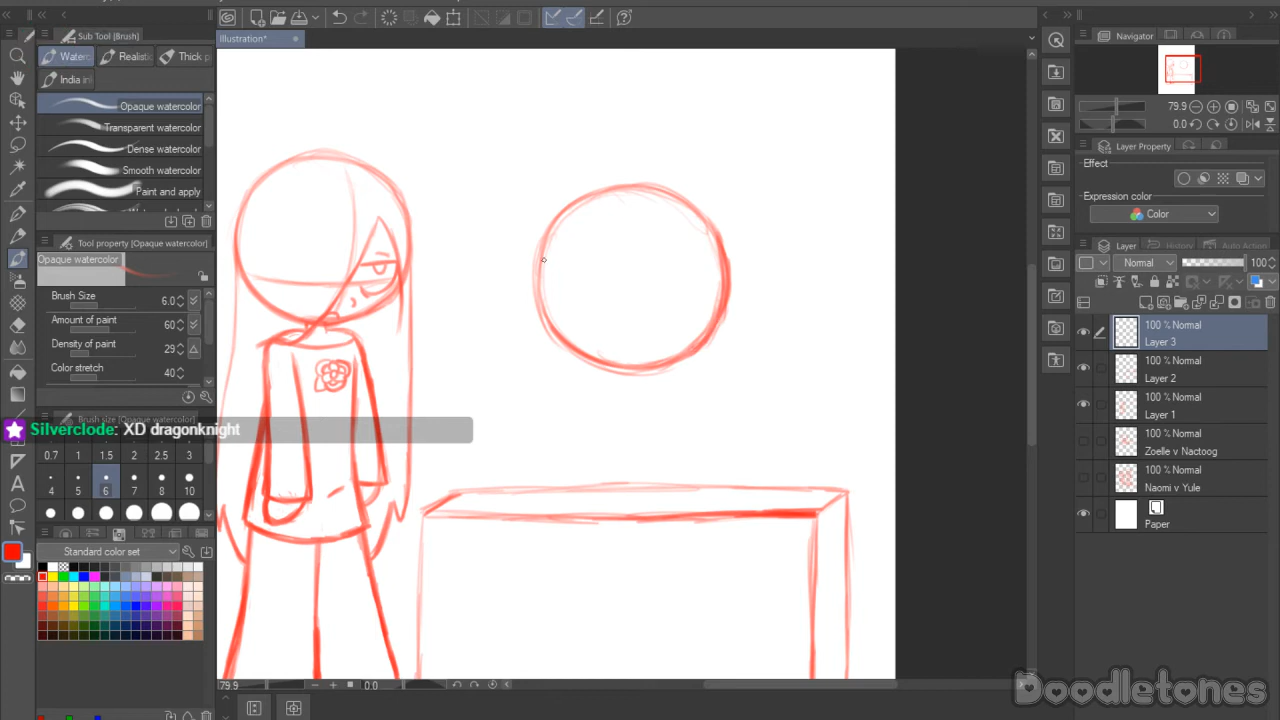 Sub Tool [Brush]
Waterc
Realistic
Thick p
India in
Opaque watercolor
Transparent watercolor
Dense watercolor
Smooth watercolor
Paint and apply
Tool property [Opaque watercolor]
Opaque watercolor
Brush Size
6.0
Amount of paint
60
Density of paint
29
Color stretch
40
Brush size [Opaque watercolor]
Silverclode: XD dragonknight
0.7
1
1.5
2
2.5
3
4
5
6
7
8
10
Standard color set
Illustration*
79.9
0.0
Navigator
79.9
0.0
Layer Property
Effect
Expression color
Color
Layer
History
Auto Action
Normal
100
100 % Normal
Layer 3
100 % Normal
Layer 2
100 % Normal
Layer 1
100 % Normal
Zoelle v Nactoog
100 % Normal
Naomi v Yule
Paper
Doodletones